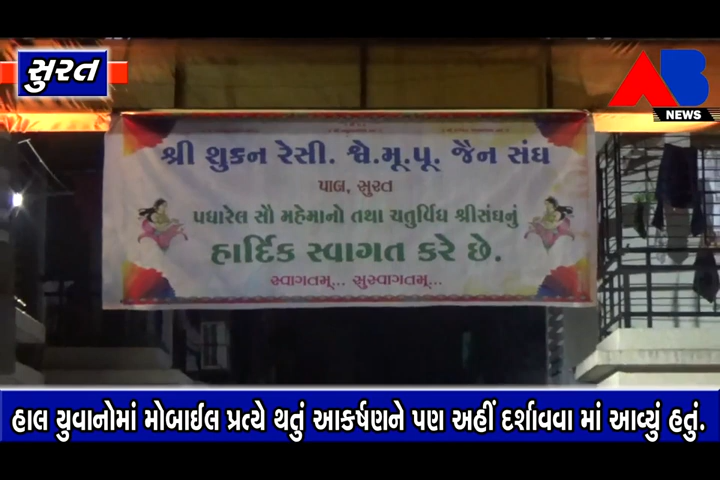 સુરત
AB
NEWS
શ્રી શુકન રેસી. શ્વે.મૂ.પૂ. જૈન સંઘ
પાલ, સુરત
પધારેલ સૌ મહેમાનો તથા ચતુર્વિધ શ્રીસંઘનું
હાર્દિક સ્વાગત કરે છે.
સ્વાગતમ્... સુસ્વાગતમ્...
હાલ યુવાનોમાં મોબાઈલ પ્રત્યે થતું આકર્ષણને પણ અહીં દર્શાવવા માં આવ્યું હતું.